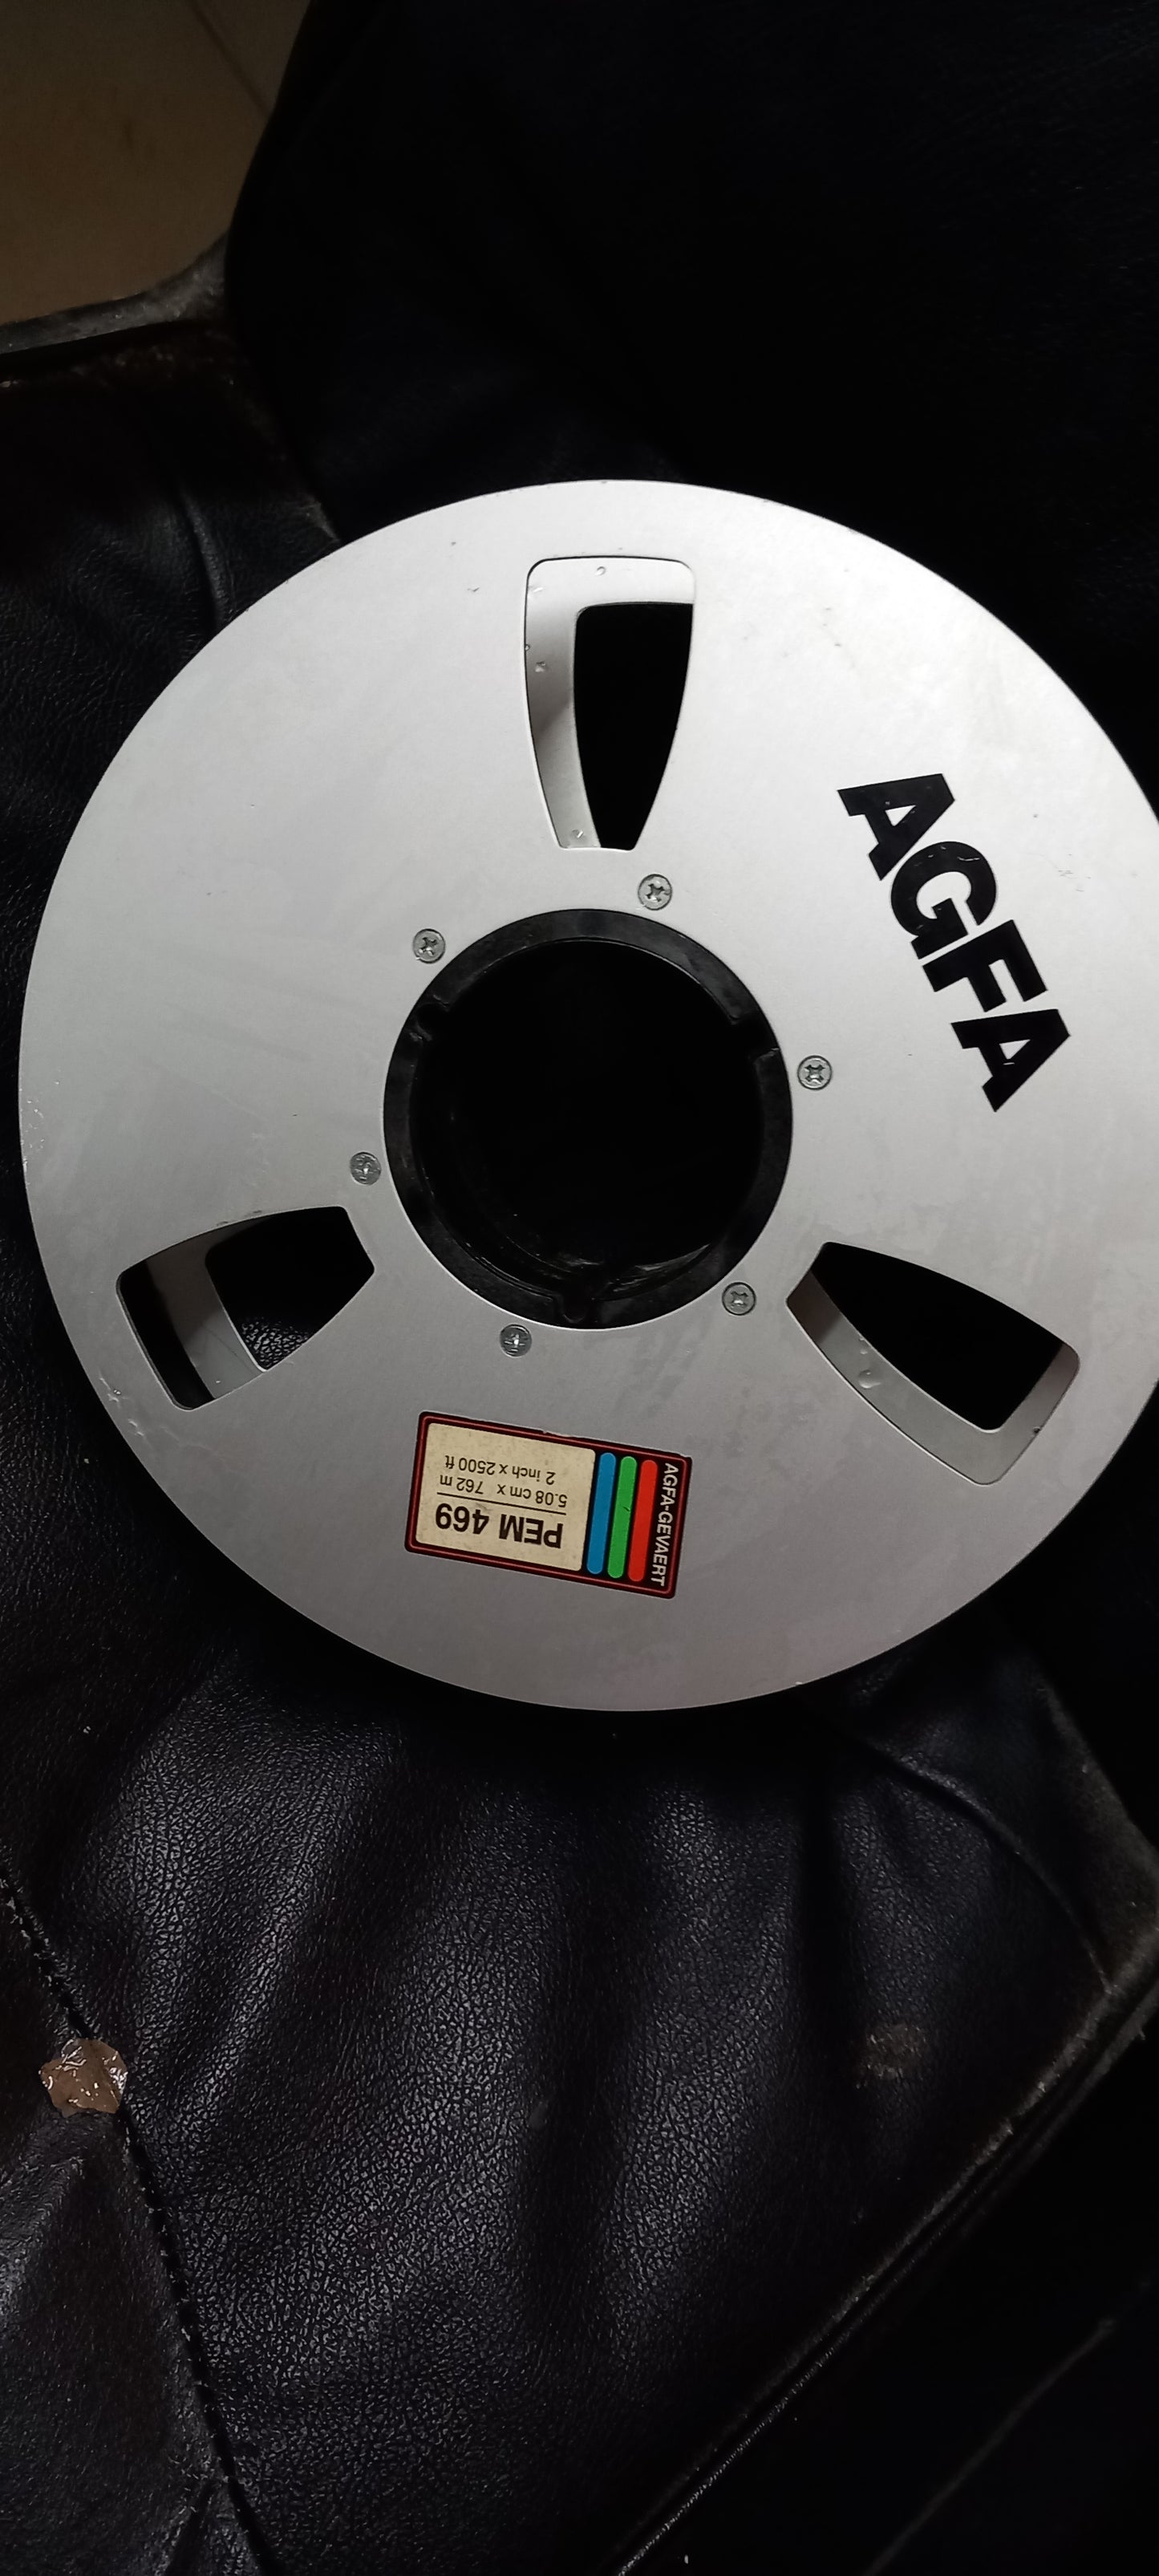 AGFA
AGFA-GEVAERT
PEM 469
5.08 cm x 762 m
2 inch x 2500 ft